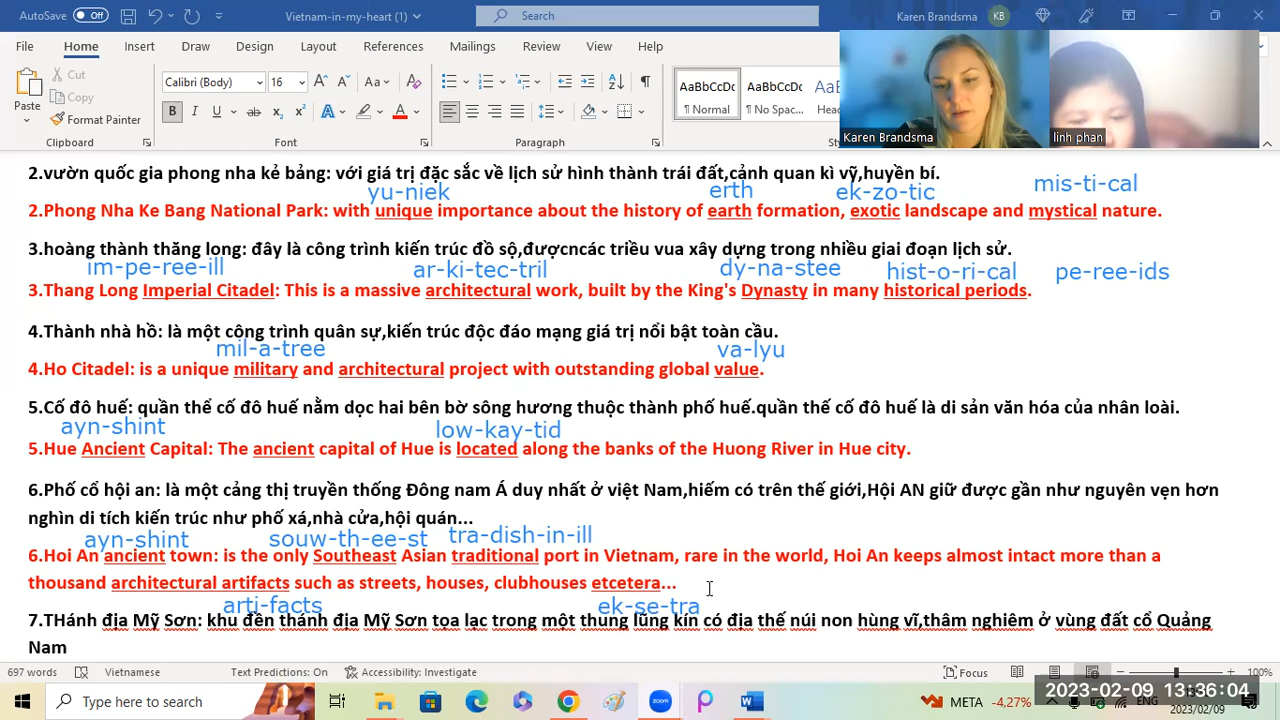 AutoSave Off vietnam-in-my-heart (1) Karen Brandsma KB
File Home Insert Draw Design Layout References Mailings Review View Help
Cut Copy Format Painter Paste
Calibri (Body) 16 AaBbCcDc AaBbCcDc AaBb
Normal No Spac... Head
Clipboard Font Paragraph
Karen Brandsma linh phan
2.vườn quốc gia phong nha kẻ bảng: với giá trị đặc sắc về lịch sử hình thành trái đất,cảnh quan kì vỹ,huyền bí.
yu-niek erth ek-zo-tic mis-ti-cal
2.Phong Nha Ke Bang National Park: with unique importance about the history of earth formation, exotic landscape and mystical nature.
3.hoàng thành thăng long: đây là công trình kiến trúc đồ sộ,đượcncác triều vua xây dựng trong nhiều giai đoạn lịch sử.
im-pe-ree-ill ar-ki-tec-tril dy-na-stee hist-o-ri-cal pe-ree-ids
3.Thang Long Imperial Citadel: This is a massive architectural work, built by the King's Dynasty in many historical periods.
4.Thành nhà hồ: là một công trình quân sự,kiến trúc độc đáo mạng giá trị nổi bật toàn cầu.
mil-a-tree va-lyu
4.Ho Citadel: is a unique military and architectural project with outstanding global value.
5.Cố đô huế: quần thể cố đô huế nằm dọc hai bên bờ sông hương thuộc thành phố huế.quần thế cố đô huế là di sản văn hóa của nhân loài.
ayn-shint low-kay-tid
5.Hue Ancient Capital: The ancient capital of Hue is located along the banks of the Huong River in Hue city.
6.Phố cổ hội an: là một cảng thị truyền thống Đông nam Á duy nhất ở việt Nam,hiếm có trên thế giới,Hội AN giữ được gần như nguyên vẹn hơn
nghìn di tích kiến trúc như phố xá,nhà cửa,hội quán...
ayn-shint souw-th-ee-st tra-dish-in-ill
6.Hoi An ancient town: is the only Southeast Asian traditional port in Vietnam, rare in the world, Hoi An keeps almost intact more than a
thousand architectural artifacts such as streets, houses, clubhouses etcetera...
arti-facts ek-se-tra
7.THánh địa Mỹ Sơn: khu đền thánh địa Mỹ Sơn tọa lạc trong một thung lũng kín có địa thế núi non hùng vĩ,thâm nghiêm ở vùng đất cổ Quảng
Nam
697 words Vietnamese Text Predictions: On Accessibility: Investigate Focus 100%
Type here to search zoom META -4,27% ENG
2023-02-09 13:36:04
2023/02/09